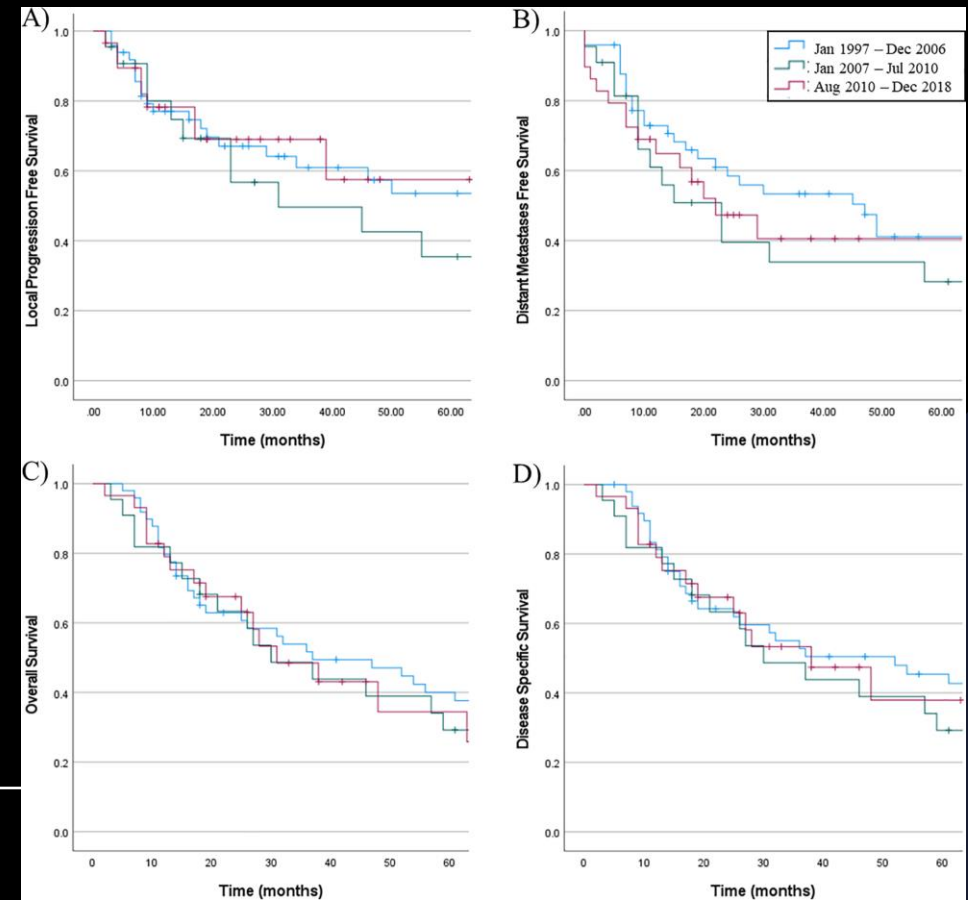 A)
Local Progressison Free Survival
1.0
0.8
0.6
0.4
0.2
0.0
.00 10.00 20.00 30.00 40.00 50.00 60.00
Time (months)
B)
Distant Metastases Free Survival
1.0
0.8
0.6
0.4
0.2
0.0
.00 10.00 20.00 30.00 40.00 50.00 60.00
Time (months)
Jan 1997 – Dec 2006
Jan 2007 – Jul 2010
Aug 2010 – Dec 2018
C)
Overall Survival
1.0
0.8
0.6
0.4
0.2
0.0
0 10 20 30 40 50 60
Time (months)
D)
Disease Specific Survival
1.0
0.8
0.6
0.4
0.2
0.0
0 10 20 30 40 50 60
Time (months)